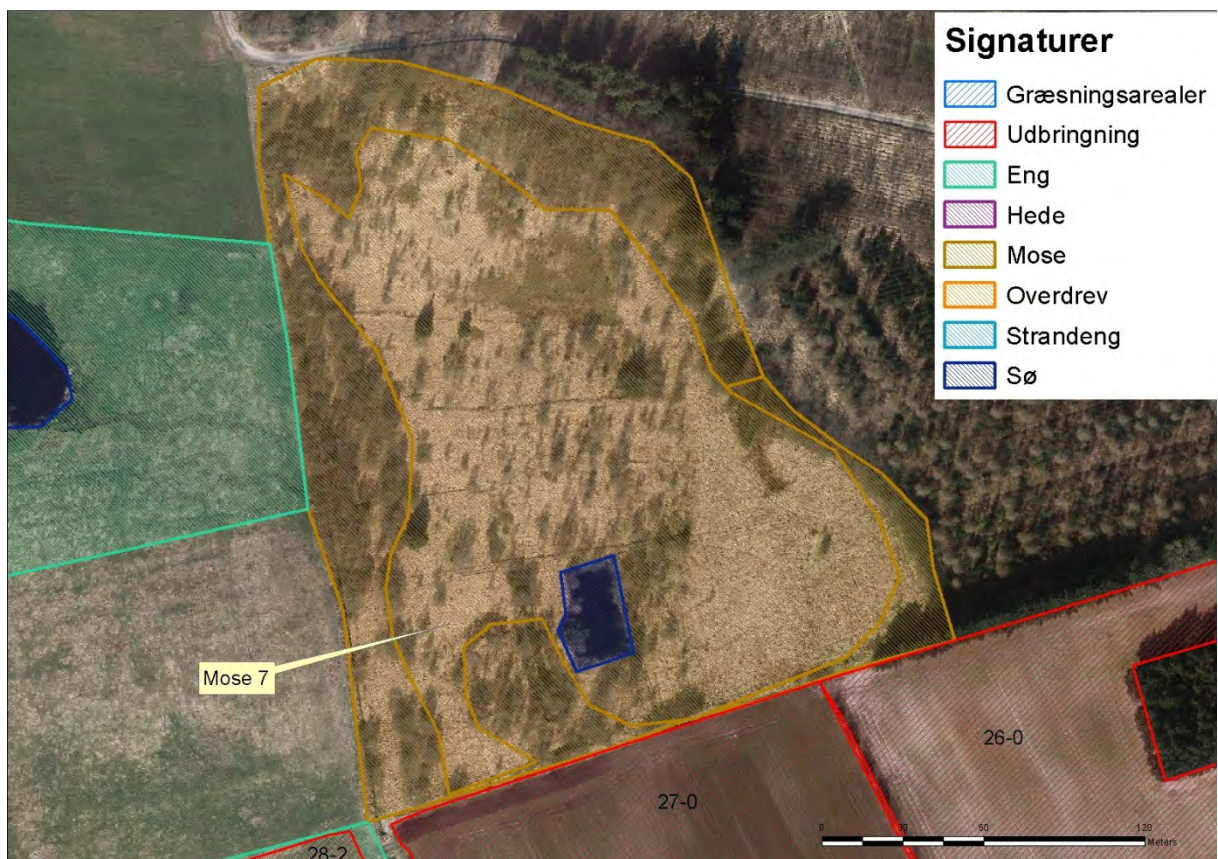 Signaturer
Græsningsarealer
Udbringning
Eng
Hede
Mose
Overdrev
Strandeng
Sø
Mose 7
26-0
27-0
28-2
0 30 60 120
Meters